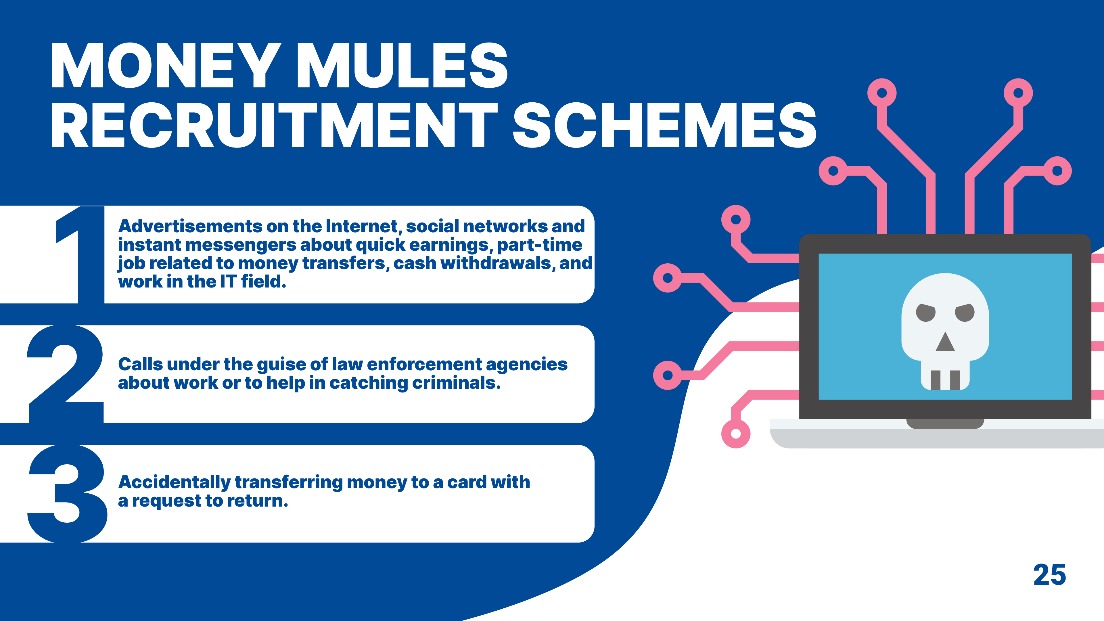 MONEY MULES
RECRUITMENT SCHEMES
1
Advertisements on the Internet, social networks and
instant messengers about quick earnings, part-time
job related to money transfers, cash withdrawals, and
work in the IT field.
2
Calls under the guise of law enforcement agencies
about work or to help in catching criminals.
3
Accidentally transferring money to a card with
a request to return.
25